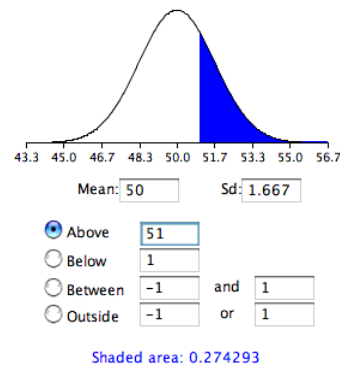 43.3 45.0 46.7 48.3 50.0 51.7 53.3 55.0 56.7
Mean: 50 Sd: 1.667
Above 51
Below 1
Between -1 and 1
Outside -1 or 1
Shaded area: 0.274293